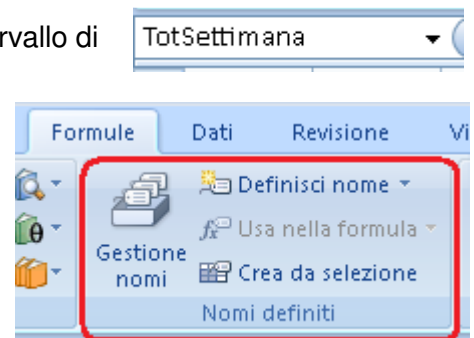 rvallo di
TotSettimana
Formule Dati Revisione Vi
Definisci nome
fx Usa nella formula
Gestione nomi
Crea da selezione
Nomi definiti